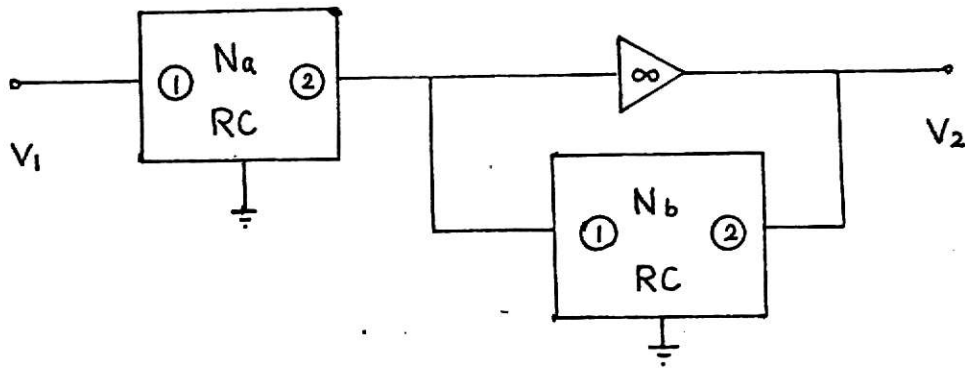 Na
① ②
RC
∞
V₁
V₂
Nb
① ②
RC